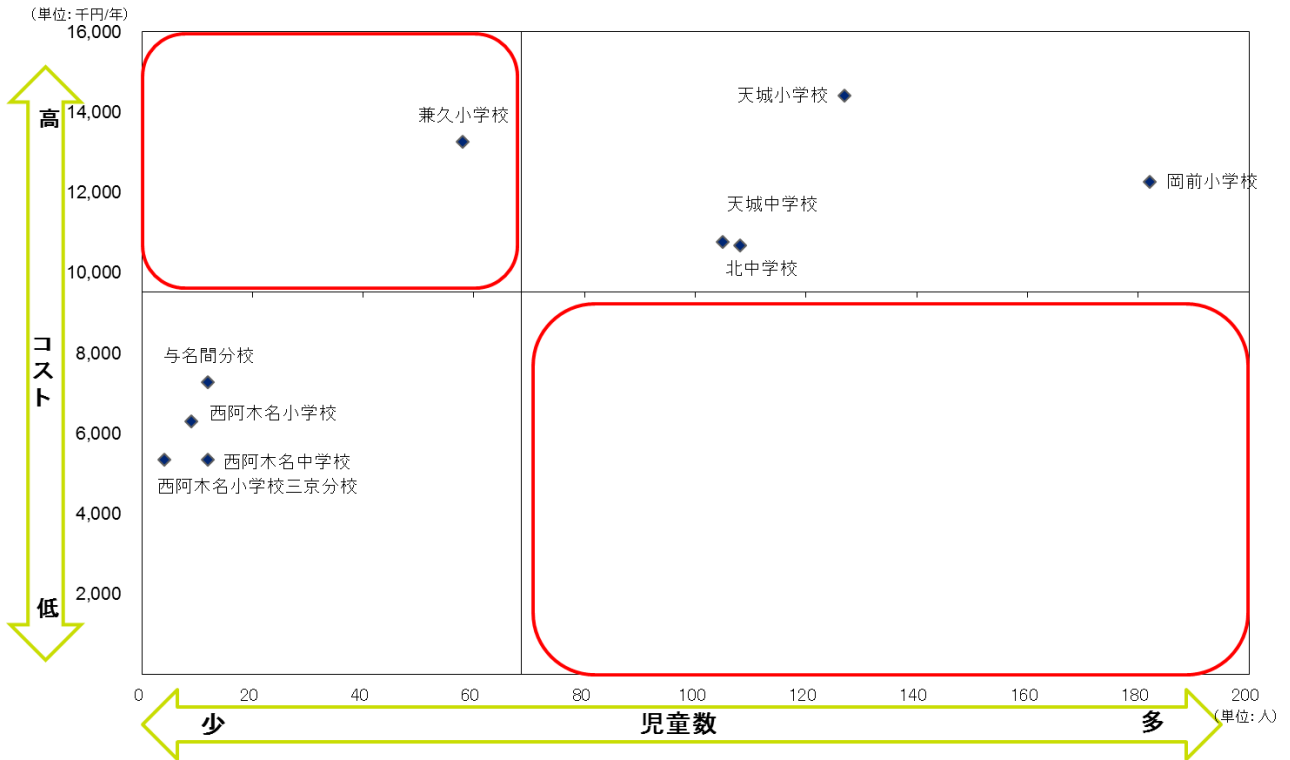 (単位: 千円/年)
16,000
14,000
12,000
10,000
8,000
6,000
4,000
2,000
高
コスト
低
天城小学校
兼久小学校
岡前小学校
天城中学校
北中学校
与名間分校
西阿木名小学校
西阿木名中学校
西阿木名小学校三京分校
0 20 40 60 80 100 120 140 160 180 200
(単位: 人)
少 児童数 多